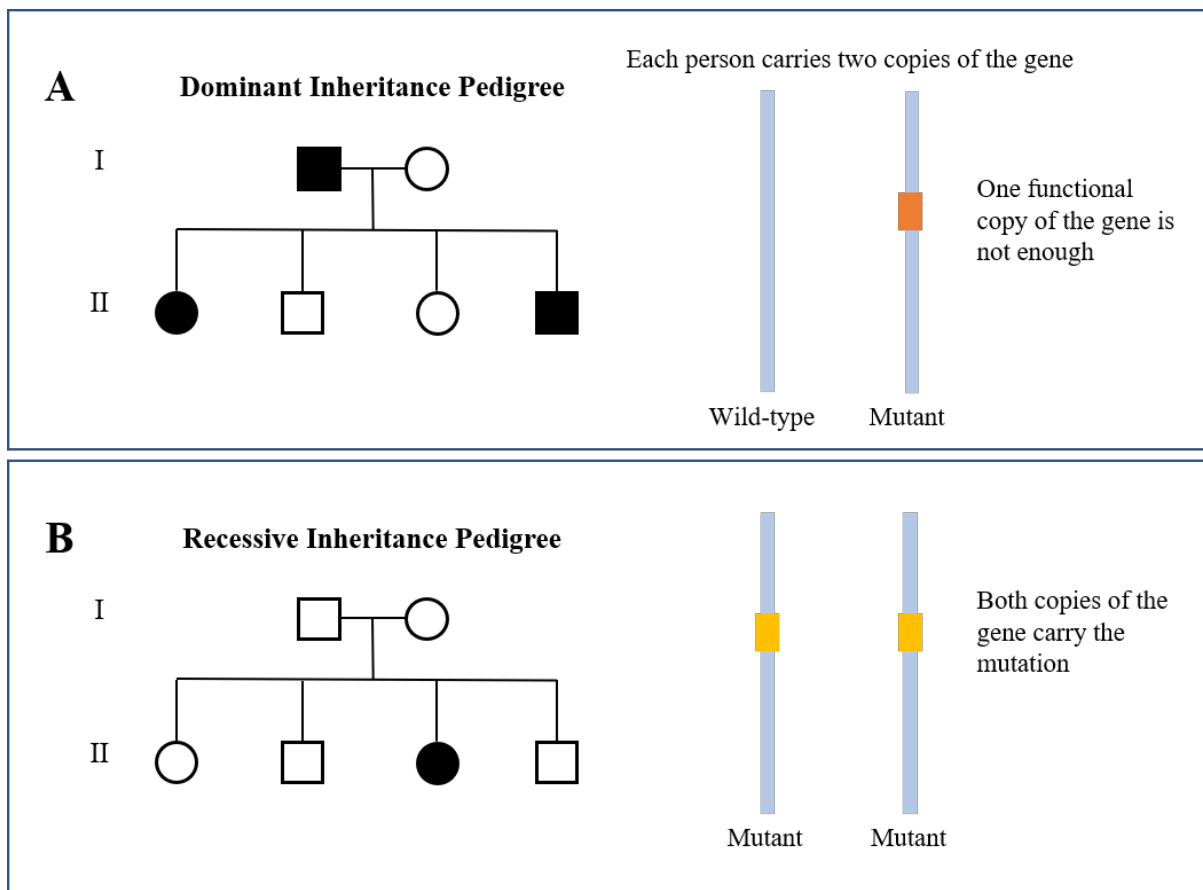 Each person carries two copies of the gene
A
Dominant Inheritance Pedigree
I
One functional
copy of the gene is
not enough
II
Wild-type
Mutant
B
Recessive Inheritance Pedigree
I
Both copies of the
gene carry the
mutation
II
Mutant
Mutant